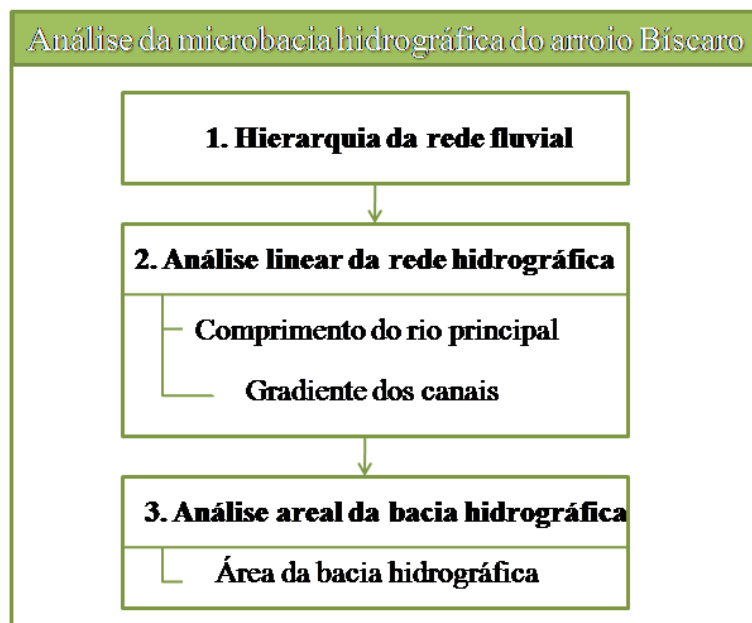 Análise da microbacia hidrográfica do arroio Bíscaro
1. Hierarquia da rede fluvial
2. Análise linear da rede hidrográfica
Comprimento do rio principal
Gradiente dos canais
3. Análise areal da bacia hidrográfica
Área da bacia hidrográfica